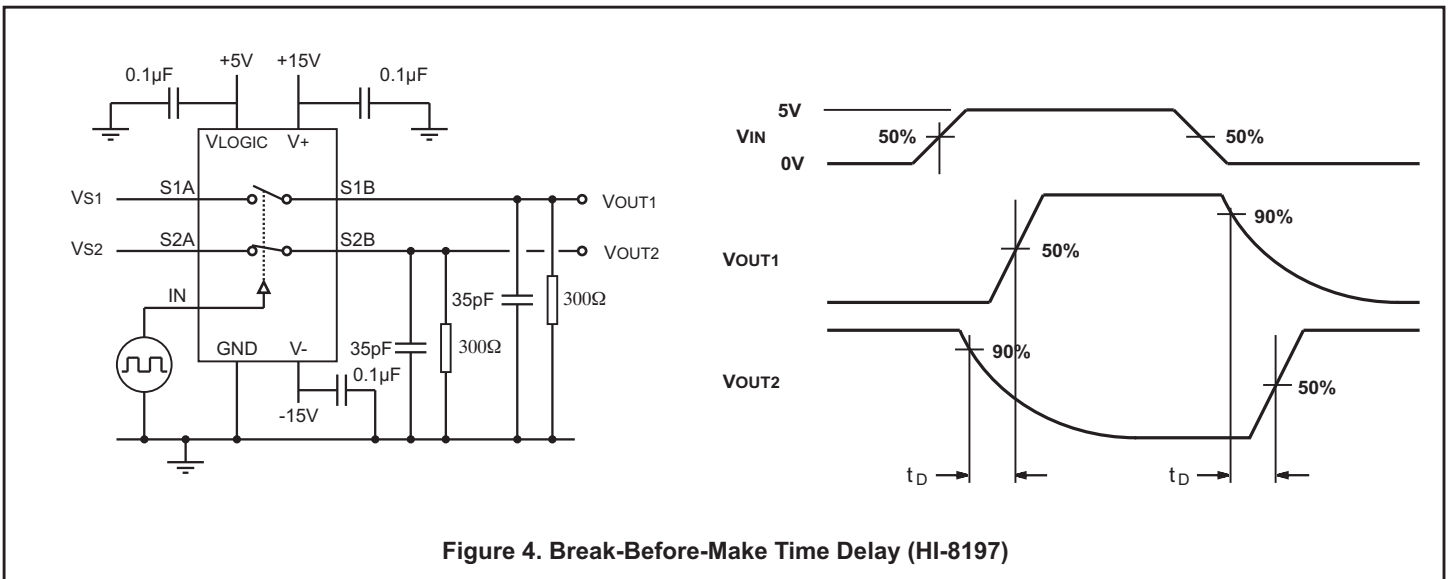 +5V
+15V
0.1µF
0.1µF
VLOGIC V+
VS1
S1A
S1B
VOUT1
VS2
S2A
S2B
VOUT2
IN
35pF
300Ω
GND V-
35pF
300Ω
0.1µF
-15V
5V
VIN
50%
50%
0V
90%
VOUT1
50%
90%
VOUT2
50%
tD
tD
Figure 4. Break-Before-Make Time Delay (HI-8197)